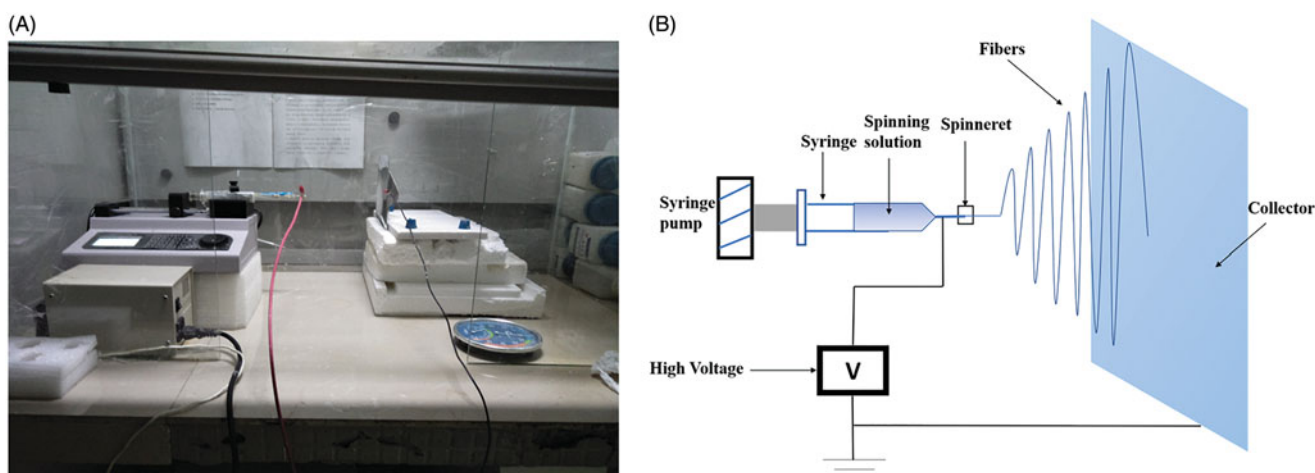 (A)
(B)
Fibers
Spinning
solution
Spinneret
Syringe
Syringe
pump
Collector
High Voltage
V